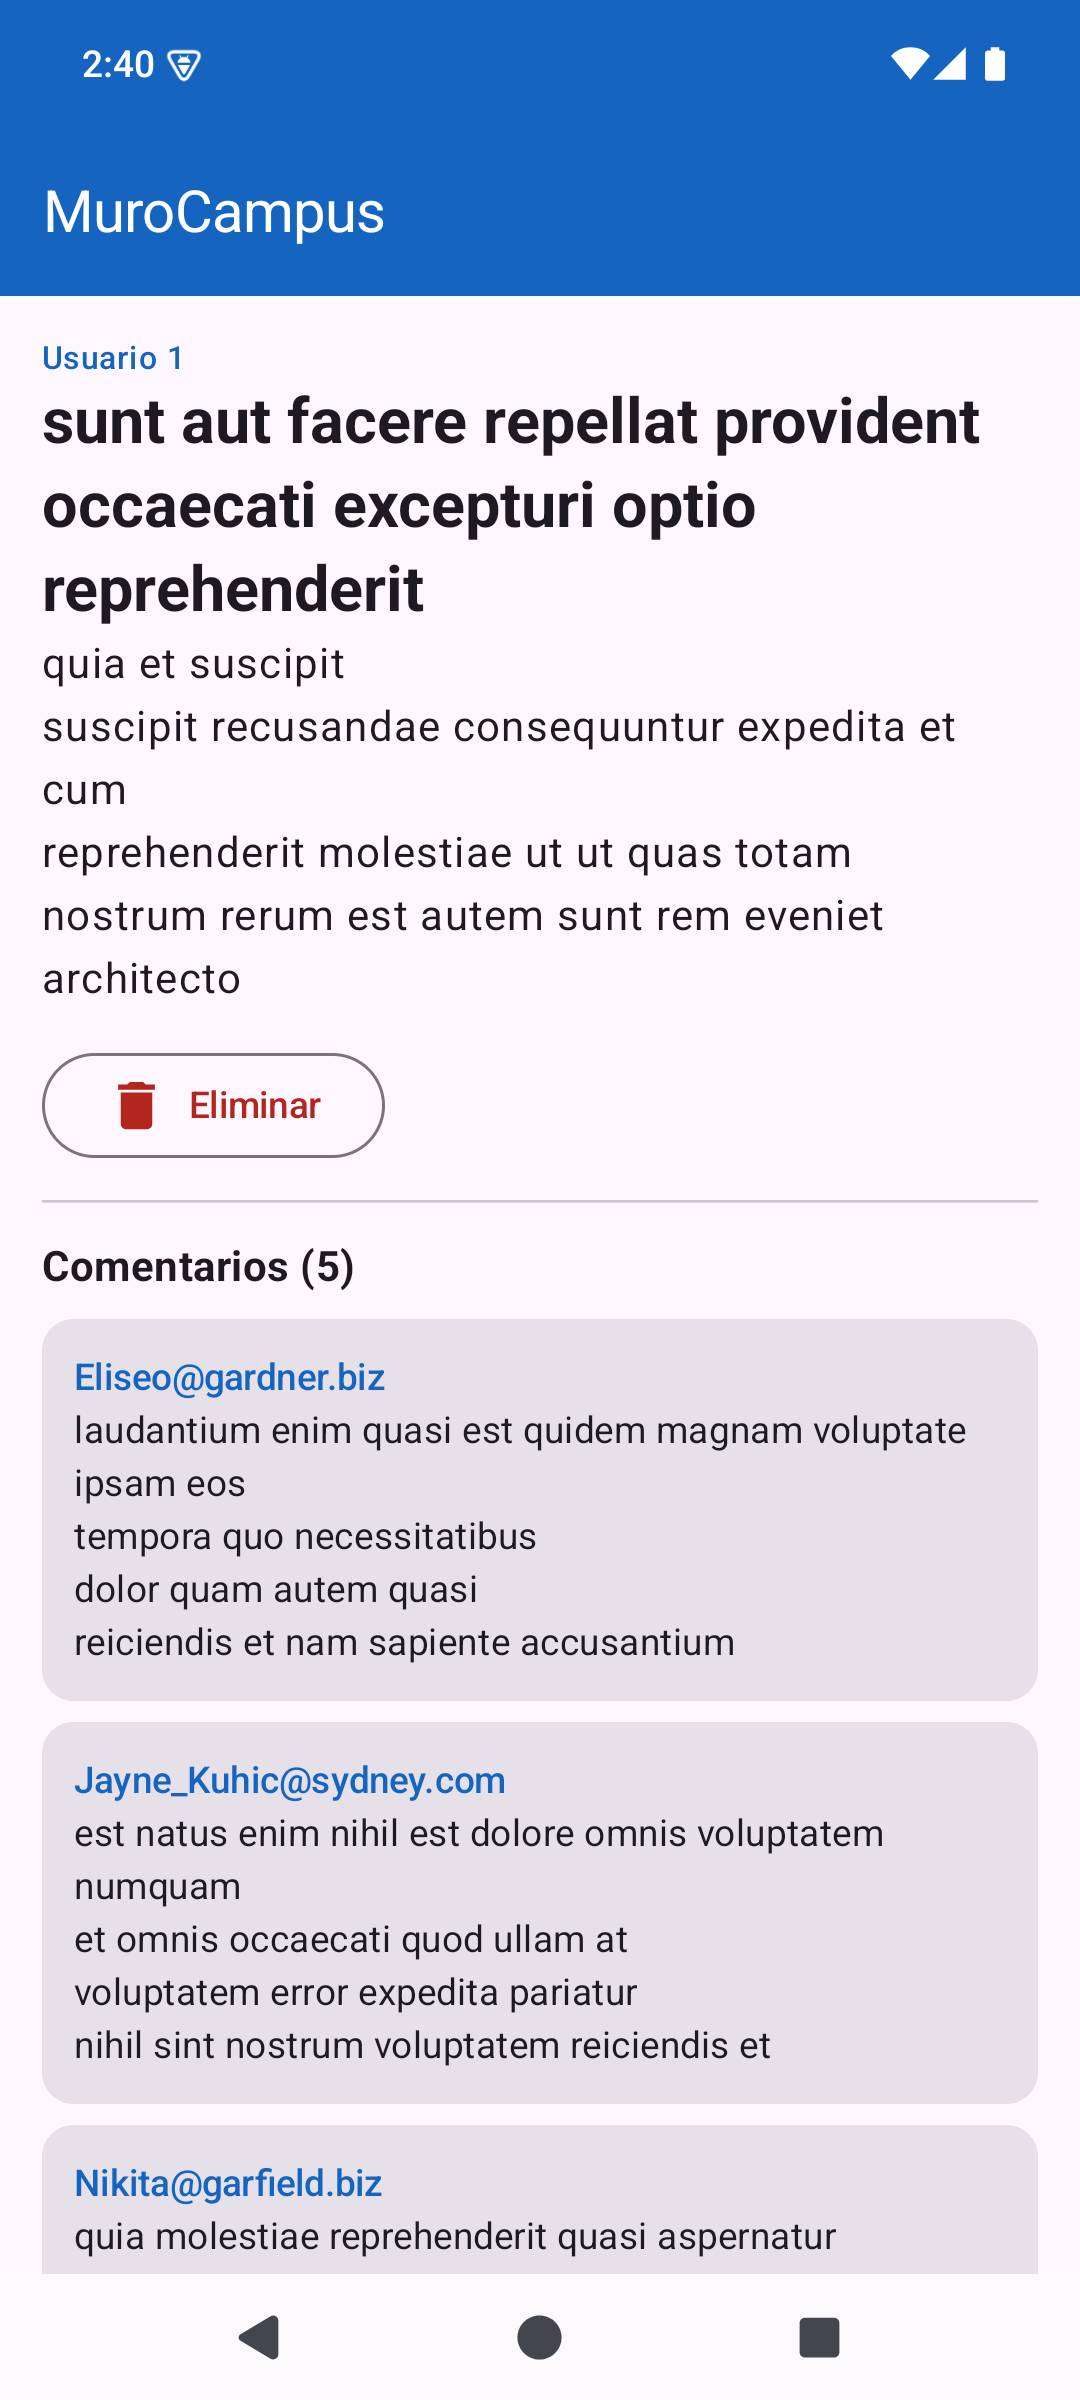 2:40
MuroCampus
Usuario 1
sunt aut facere repellat provident
occaecati excepturi optio
reprehenderit
quia et suscipit
suscipit recusandae consequuntur expedita et
cum
reprehenderit molestiae ut ut quas totam
nostrum rerum est autem sunt rem eveniet
architecto
Eliminar
Comentarios (5)
Eliseo@gardner.biz
laudantium enim quasi est quidem magnam voluptate
ipsam eos
tempora quo necessitatibus
dolor quam autem quasi
reiciendis et nam sapiente accusantium
Jayne_Kuhic@sydney.com
est natus enim nihil est dolore omnis voluptatem
numquam
et omnis occaecati quod ullam at
voluptatem error expedita pariatur
nihil sint nostrum voluptatem reiciendis et
Nikita@garfield.biz
quia molestiae reprehenderit quasi aspernatur